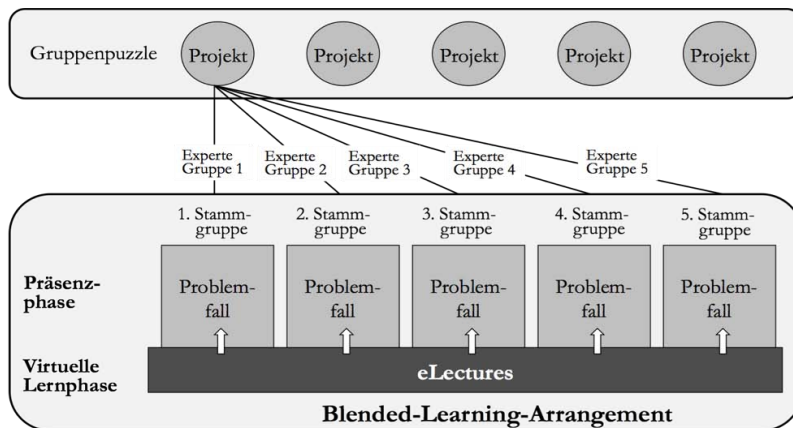 Gruppenpuzzle
Projekt
Projekt
Projekt
Projekt
Projekt
Experte
Gruppe 1
Experte
Gruppe 2
Experte
Gruppe 3
Experte
Gruppe 4
Experte
Gruppe 5
1. Stamm-
gruppe
2. Stamm-
gruppe
3. Stamm-
gruppe
4. Stamm-
gruppe
5. Stamm-
gruppe
Präsenz-
phase
Problem-
fall
Problem-
fall
Problem-
fall
Problem-
fall
Problem-
fall
Virtuelle
Lernphase
eLectures
Blended-Learning-Arrangement